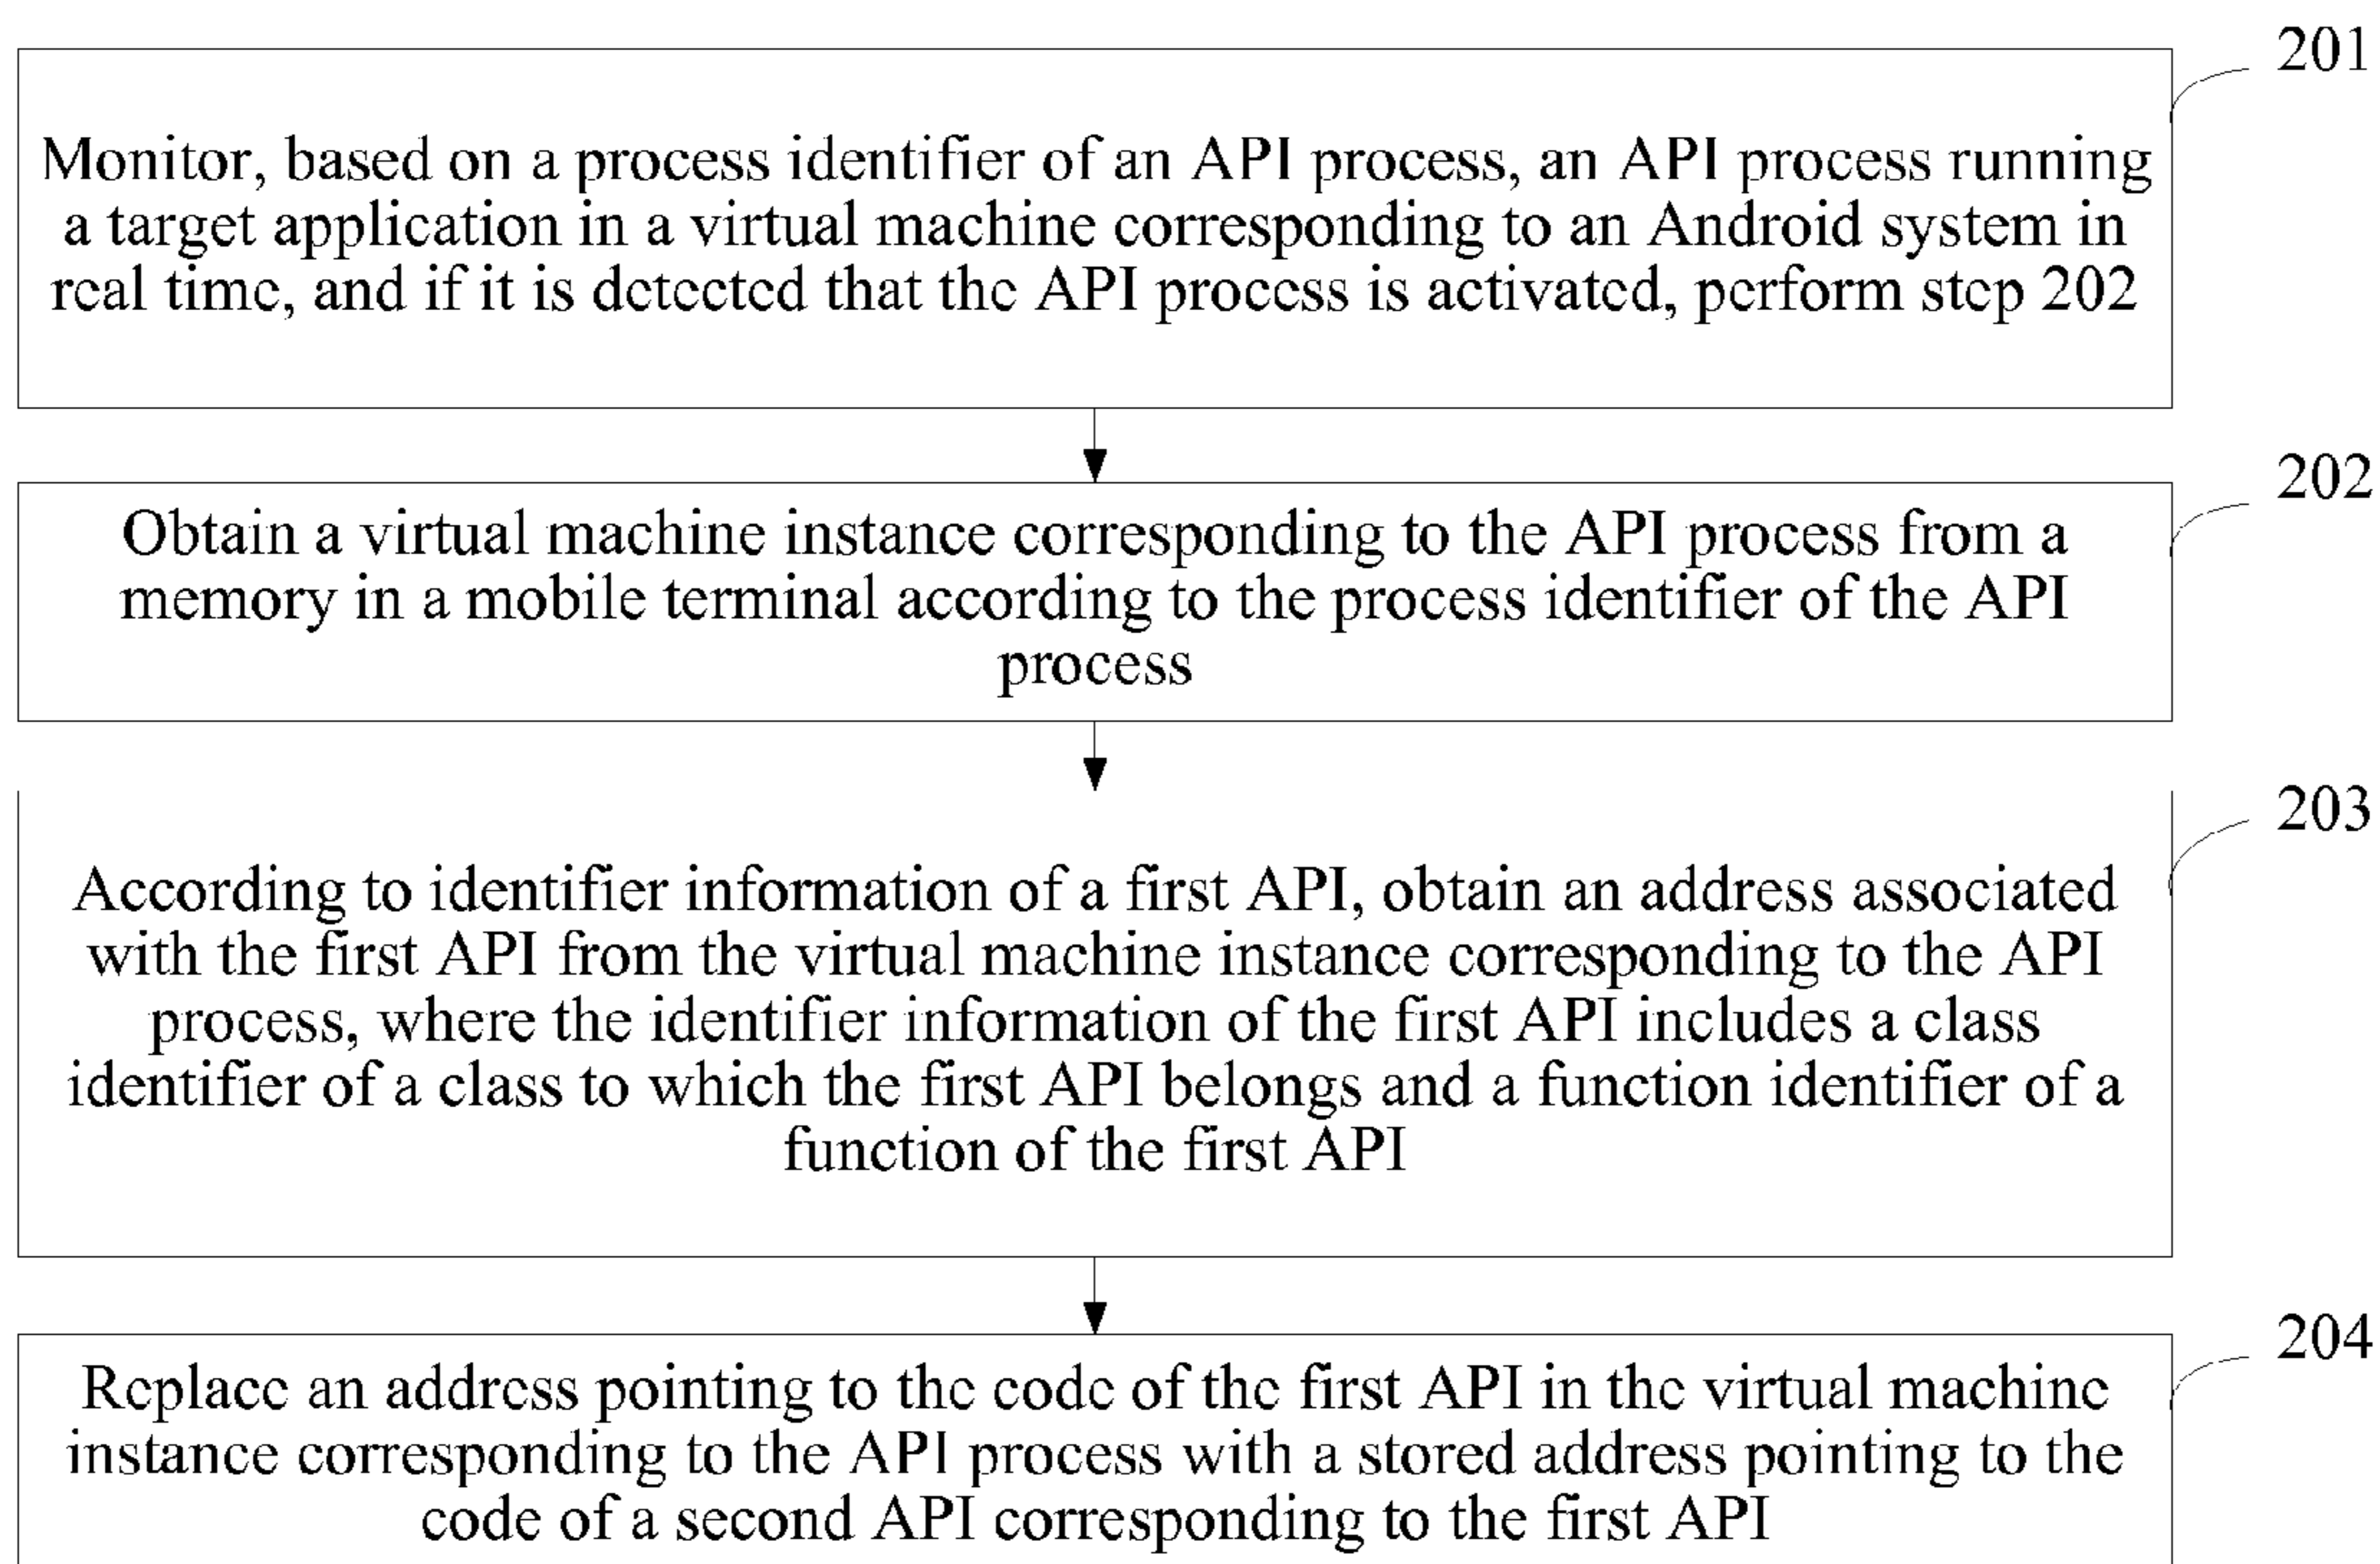 201
Monitor, based on a process identifier of an API process, an API process running
a target application in a virtual machine corresponding to an Android system in
real time, and if it is detected that the API process is activated, perform step 202
202
Obtain a virtual machine instance corresponding to the API process from a
memory in a mobile terminal according to the process identifier of the API
process
203
According to identifier information of a first API, obtain an address associated
with the first API from the virtual machine instance corresponding to the API
process, where the identifier information of the first API includes a class
identifier of a class to which the first API belongs and a function identifier of a
function of the first API
204
Replace an address pointing to the code of the first API in the virtual machine
instance corresponding to the API process with a stored address pointing to the
code of a second API corresponding to the first API